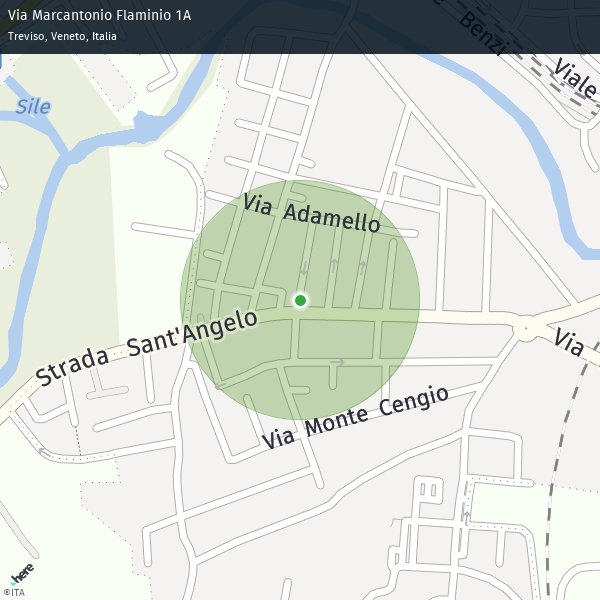 Via Marcantonio Flaminio 1A
Treviso, Veneto, Italia
Benzi
Viale
Sile
Via Adamello
Strada Sant'Angelo
Via
Via Monte Cengio
here
©ITA